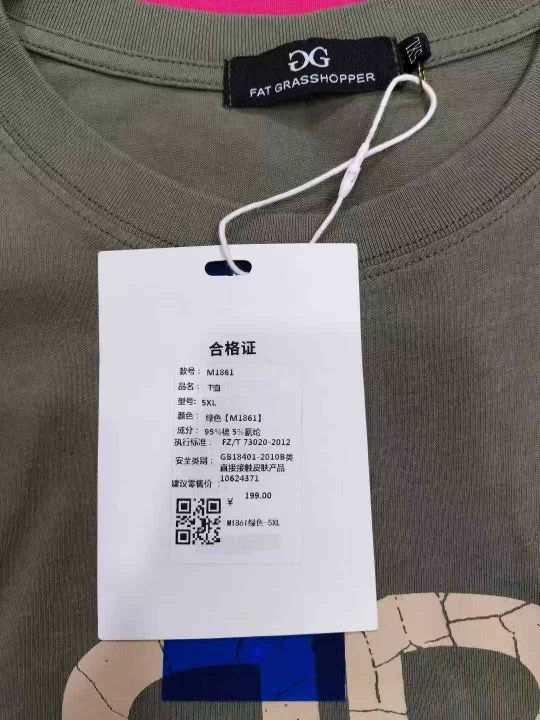 GG
FAT GRASSHOPPER
合格证
款号： M1861
品名： T恤
型号: 5XL
颜色： 绿色【M1861】
成分： 95%棉 5%氨纶
执行标准： FZ/T 73020-2012
安全类别： GB18401-2010B类
直接接触皮肤产品
10624371
建议零售价 ：
￥ 199.00
M1861绿色-5XL